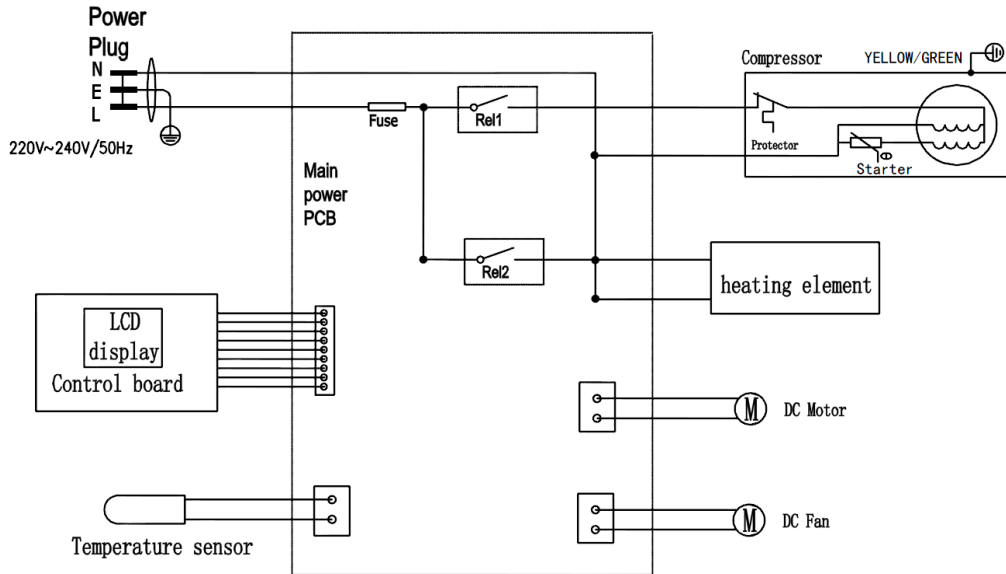 Power
Plug
N
E
L
220V~240V/50Hz
Fuse
Rel1
Compressor
YELLOW/GREEN
Protector
Starter
Main
power
PCB
Rel2
heating element
LCD
display
Control board
M
DC Motor
Temperature sensor
M
DC Fan